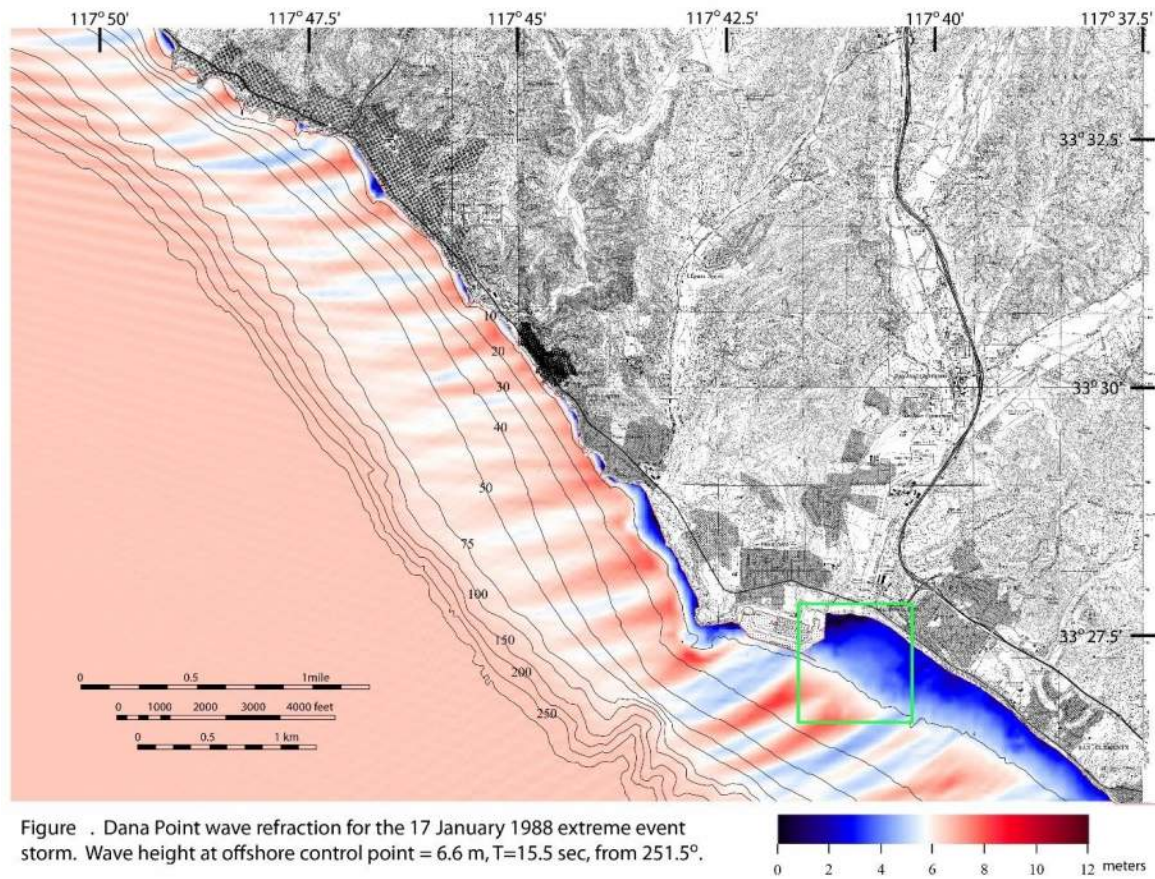 117° 50' 117° 47.5' 117° 45' 117° 42.5' 117° 40' 117° 37.5'
33° 32.5'
10
20
33° 30'
30
40
50
75
100
33° 27.5'
150
200
250
0 0.5 1mile
0 1000 2000 3000 4000 feet
0 0.5 1 km
Figure . Dana Point wave refraction for the 17 January 1988 extreme event
storm. Wave height at offshore control point = 6.6 m, T=15.5 sec, from 251.5°.
0 2 4 6 8 10 12 meters